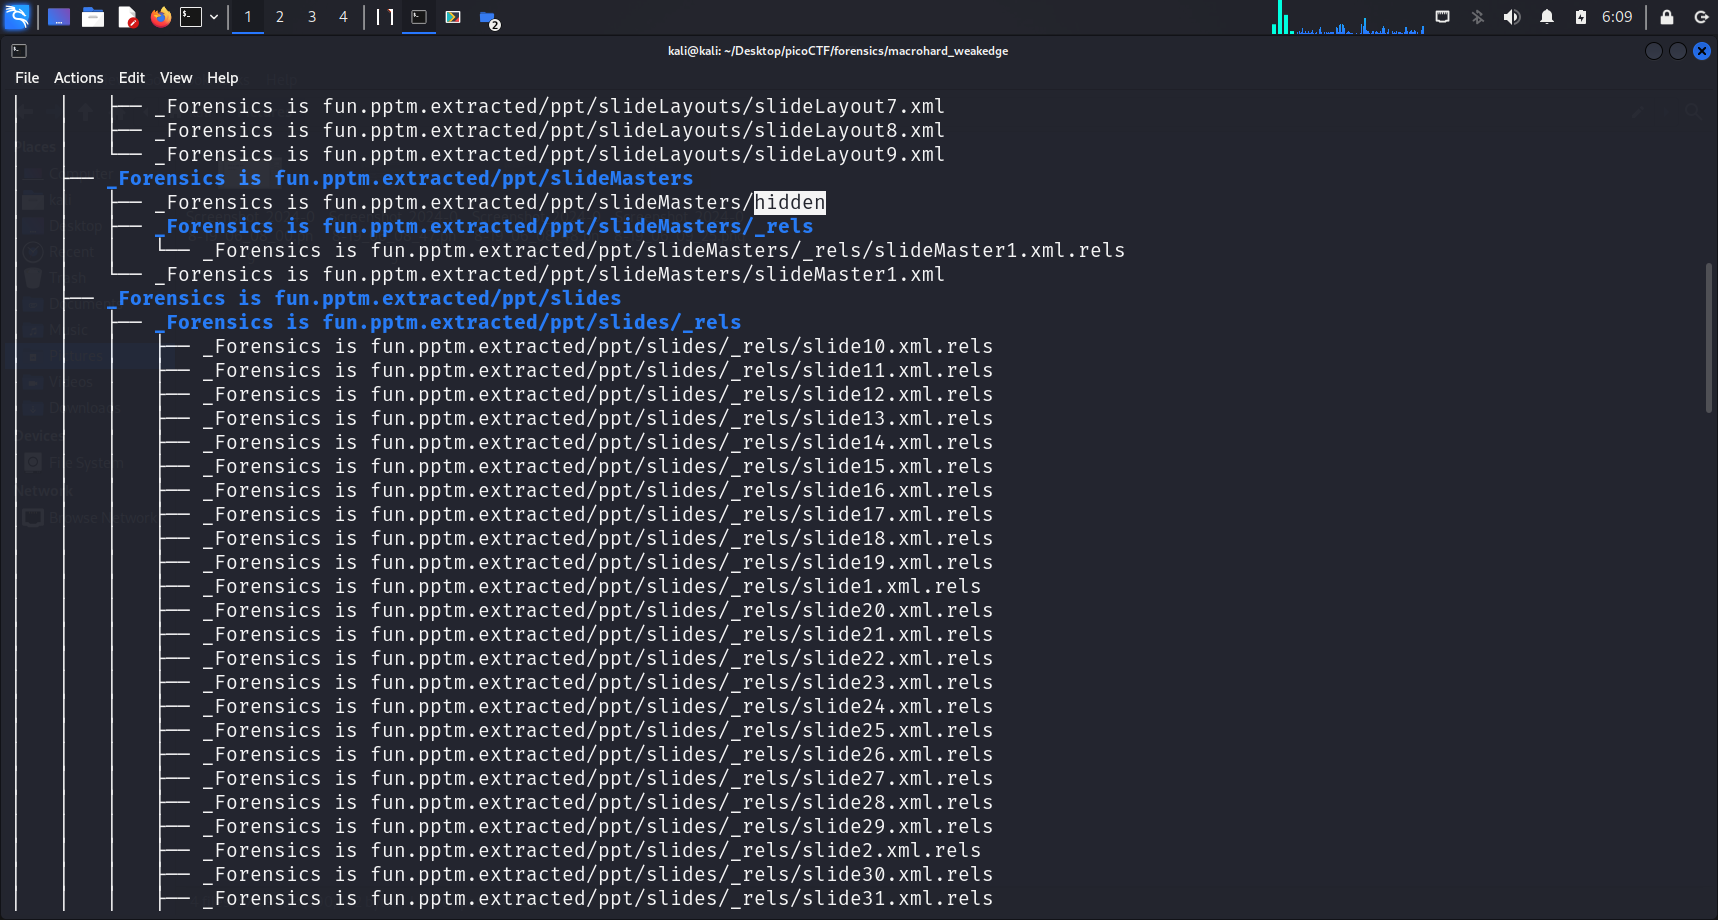 1 2 3 4
2
6:09
kali@kali: ~/Desktop/picoCTF/forensics/macrohard_weakedge
File Actions Edit View Help
├── _Forensics is fun.pptm.extracted/ppt/slideLayouts/slideLayout7.xml
├── _Forensics is fun.pptm.extracted/ppt/slideLayouts/slideLayout8.xml
└── _Forensics is fun.pptm.extracted/ppt/slideLayouts/slideLayout9.xml
├── _Forensics is fun.pptm.extracted/ppt/slideMasters
├── _Forensics is fun.pptm.extracted/ppt/slideMasters/hidden
├── _Forensics is fun.pptm.extracted/ppt/slideMasters/_rels
└── _Forensics is fun.pptm.extracted/ppt/slideMasters/_rels/slideMaster1.xml.rels
└── _Forensics is fun.pptm.extracted/ppt/slideMasters/slideMaster1.xml
├── _Forensics is fun.pptm.extracted/ppt/slides
├── _Forensics is fun.pptm.extracted/ppt/slides/_rels
├── _Forensics is fun.pptm.extracted/ppt/slides/_rels/slide10.xml.rels
├── _Forensics is fun.pptm.extracted/ppt/slides/_rels/slide11.xml.rels
├── _Forensics is fun.pptm.extracted/ppt/slides/_rels/slide12.xml.rels
├── _Forensics is fun.pptm.extracted/ppt/slides/_rels/slide13.xml.rels
├── _Forensics is fun.pptm.extracted/ppt/slides/_rels/slide14.xml.rels
├── _Forensics is fun.pptm.extracted/ppt/slides/_rels/slide15.xml.rels
├── _Forensics is fun.pptm.extracted/ppt/slides/_rels/slide16.xml.rels
├── _Forensics is fun.pptm.extracted/ppt/slides/_rels/slide17.xml.rels
├── _Forensics is fun.pptm.extracted/ppt/slides/_rels/slide18.xml.rels
├── _Forensics is fun.pptm.extracted/ppt/slides/_rels/slide19.xml.rels
├── _Forensics is fun.pptm.extracted/ppt/slides/_rels/slide1.xml.rels
├── _Forensics is fun.pptm.extracted/ppt/slides/_rels/slide20.xml.rels
├── _Forensics is fun.pptm.extracted/ppt/slides/_rels/slide21.xml.rels
├── _Forensics is fun.pptm.extracted/ppt/slides/_rels/slide22.xml.rels
├── _Forensics is fun.pptm.extracted/ppt/slides/_rels/slide23.xml.rels
├── _Forensics is fun.pptm.extracted/ppt/slides/_rels/slide24.xml.rels
├── _Forensics is fun.pptm.extracted/ppt/slides/_rels/slide25.xml.rels
├── _Forensics is fun.pptm.extracted/ppt/slides/_rels/slide26.xml.rels
├── _Forensics is fun.pptm.extracted/ppt/slides/_rels/slide27.xml.rels
├── _Forensics is fun.pptm.extracted/ppt/slides/_rels/slide28.xml.rels
├── _Forensics is fun.pptm.extracted/ppt/slides/_rels/slide29.xml.rels
├── _Forensics is fun.pptm.extracted/ppt/slides/_rels/slide2.xml.rels
├── _Forensics is fun.pptm.extracted/ppt/slides/_rels/slide30.xml.rels
├── _Forensics is fun.pptm.extracted/ppt/slides/_rels/slide31.xml.rels